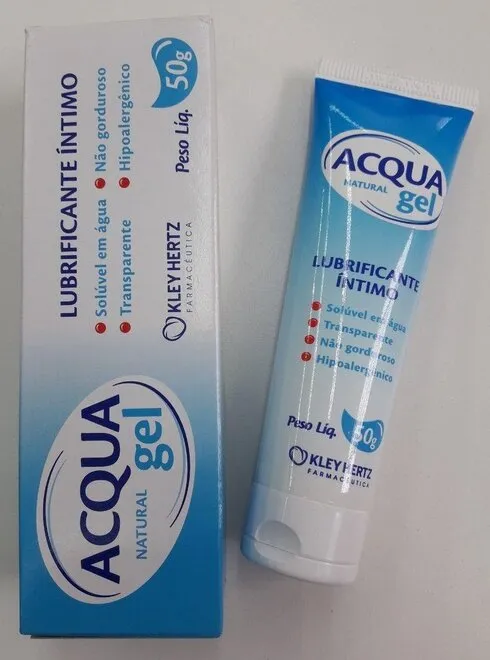 ACQUA
gel
NATURAL
LUBRIFICANTE ÍNTIMO
Solúvel em água
Não gorduroso
Transparente
Hipoalergênico
KLEY HERTZ
FARMACÊUTICA
Peso Líq. 50g
ACQUA
NATURAL gel
LUBRIFICANTE
ÍNTIMO
Solúvel em água
Transparente
Não gorduroso
Hipoalergênico
Peso Líq. 50g
KLEY HERTZ
FARMACÊUTICA